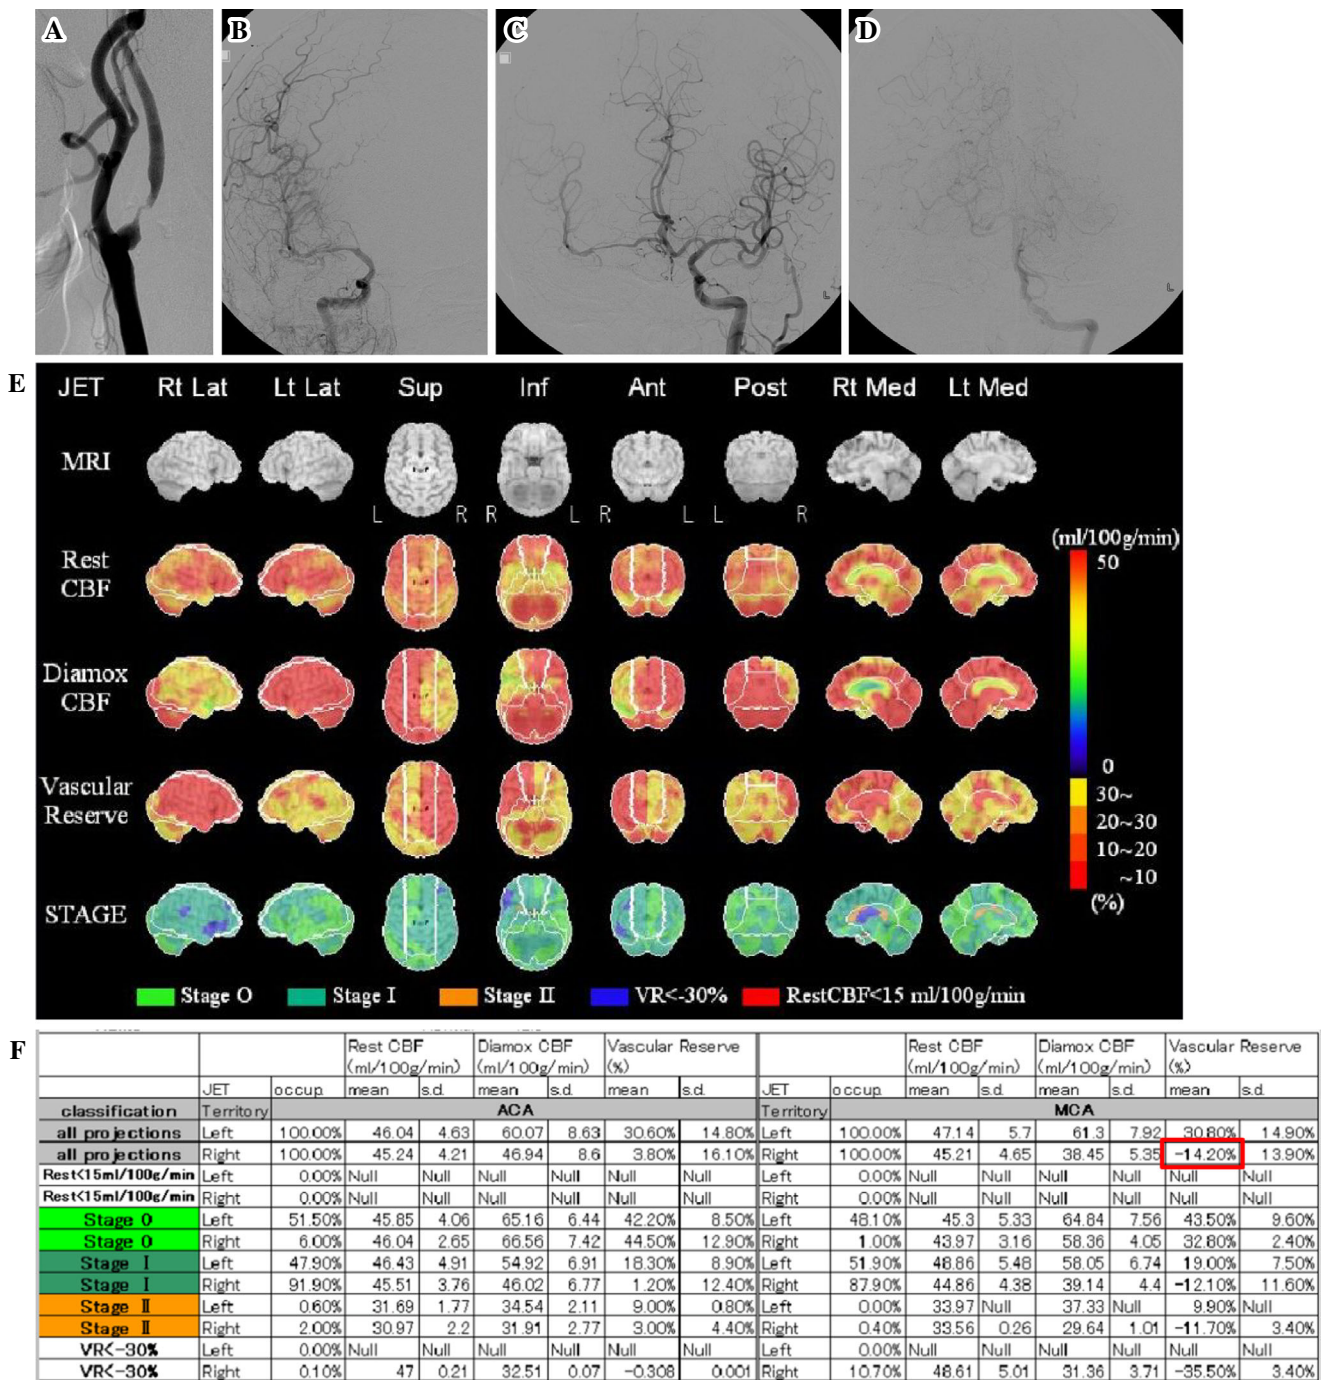 A
B
C
D
L
L
E
JET Rt Lat Lt Lat Sup Inf Ant Post Rt Med Lt Med
MRI
L R R L R L L R
Rest
CBF
(ml/100g/min)
50
Diamox
CBF
0
Vascular
Reserve
30~
20~30
10~20
~10
(%)
STAGE
Stage O Stage I Stage II VR<-30% RestCBF<15 ml/100g/min
F
Rest CBF (ml/100g/min) Diamox CBF (ml/100g/min) Vascular Reserve (%) Rest CBF (ml/100g/min) Diamox CBF (ml/100g/min) Vascular Reserve (%)
JET occup. mean s.d. mean s.d. mean s.d. JET occup. mean s.d. mean s.d. mean s.d.
classification Territory ACA Territory MCA
all projections Left 100.00% 46.04 4.63 60.07 8.63 30.60% 14.80% Left 100.00% 47.14 5.7 61.3 7.92 30.80% 14.90%
all projections Right 100.00% 45.24 4.21 46.94 8.6 3.80% 16.10% Right 100.00% 45.21 4.65 38.45 5.35 -14.20% 13.90%
Rest<15ml/100g/min Left 0.00% Null Null Null Null Null Null Left 0.00% Null Null Null Null Null Null
Rest<15ml/100g/min Right 0.00% Null Null Null Null Null Null Right 0.00% Null Null Null Null Null Null
Stage 0 Left 51.50% 45.85 4.06 65.16 6.44 42.20% 8.50% Left 48.10% 45.3 5.33 64.84 7.56 43.50% 9.60%
Stage 0 Right 6.00% 46.04 2.65 66.56 7.42 44.50% 12.90% Right 1.00% 43.97 3.16 58.36 4.05 32.80% 2.40%
Stage Ⅰ Left 47.90% 46.43 4.91 54.92 6.91 18.30% 8.90% Left 51.90% 48.86 5.48 58.05 6.74 19.00% 7.50%
Stage Ⅰ Right 91.90% 45.51 3.76 46.02 6.77 1.20% 12.40% Right 87.90% 44.86 4.38 39.14 4.4 -12.10% 11.60%
Stage Ⅱ Left 0.60% 31.69 1.77 34.54 2.11 9.00% 0.80% Left 0.00% 33.97 Null 37.33 Null 9.90% Null
Stage Ⅱ Right 2.00% 30.97 2.2 31.91 2.77 3.00% 4.40% Right 0.40% 33.56 0.26 29.64 1.01 -11.70% 3.40%
VR<-30% Left 0.00% Null Null Null Null Null Null Left 0.00% Null Null Null Null Null Null
VR<-30% Right 0.10% 47 0.21 32.51 0.07 -0.308 0.001 Right 10.70% 48.61 5.01 31.36 3.71 -35.50% 3.40%